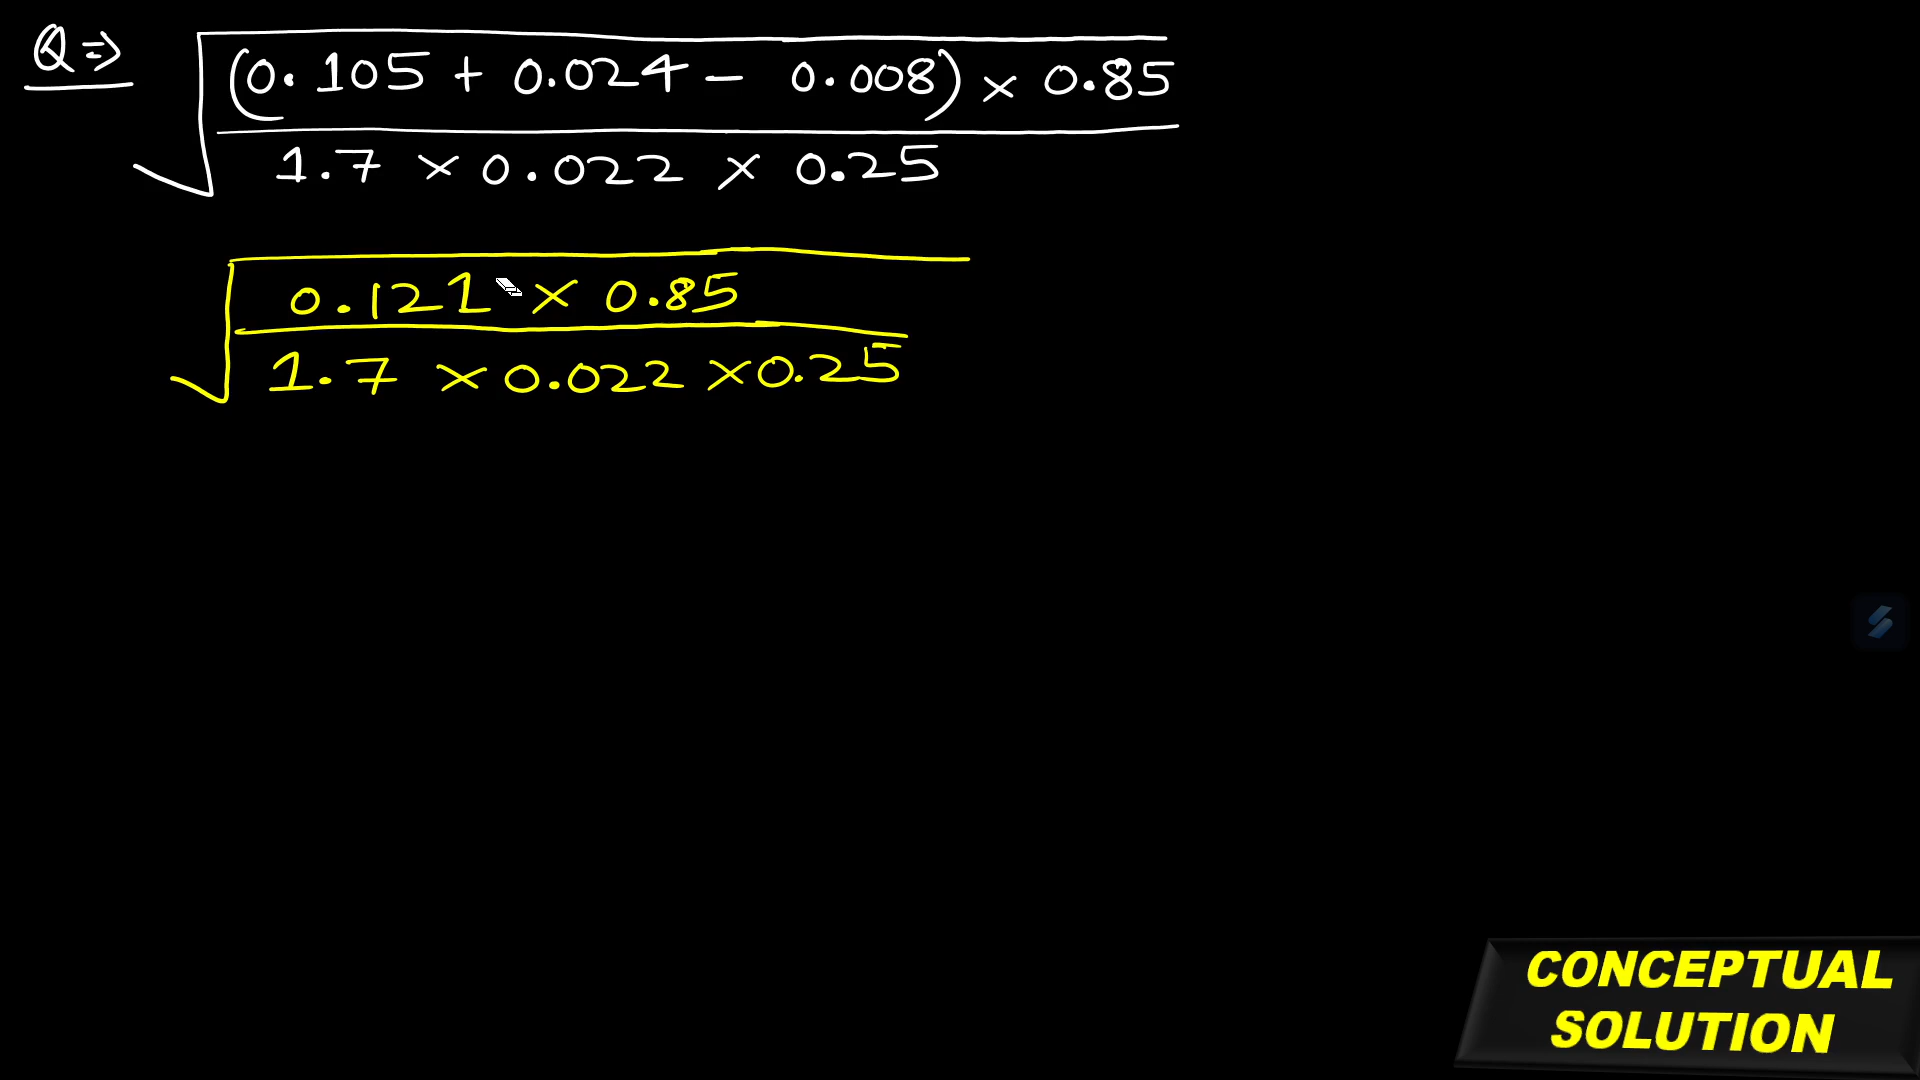 Q⇒ √((0.105 + 0.024 − 0.008) × 0.85
1.7 × 0.022 × 0.25
√(0.121 × 0.85
1.7 × 0.022 × 0.25
CONCEPTUAL
SOLUTION